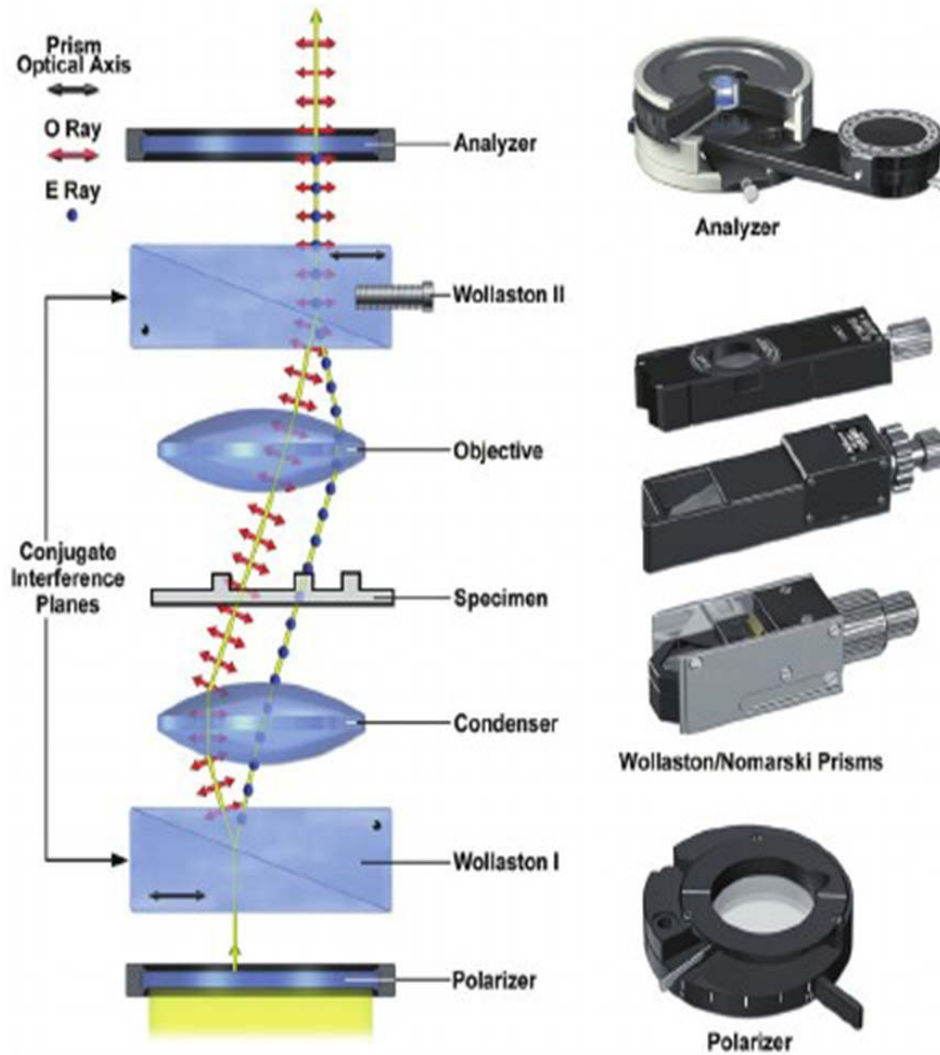 Prism
Optical Axis
O Ray
E Ray
Analyzer
Wollaston II
Objective
Conjugate
Interference
Planes
Specimen
Condenser
Wollaston I
Polarizer
Analyzer
Wollaston/Nomarski Prisms
Polarizer